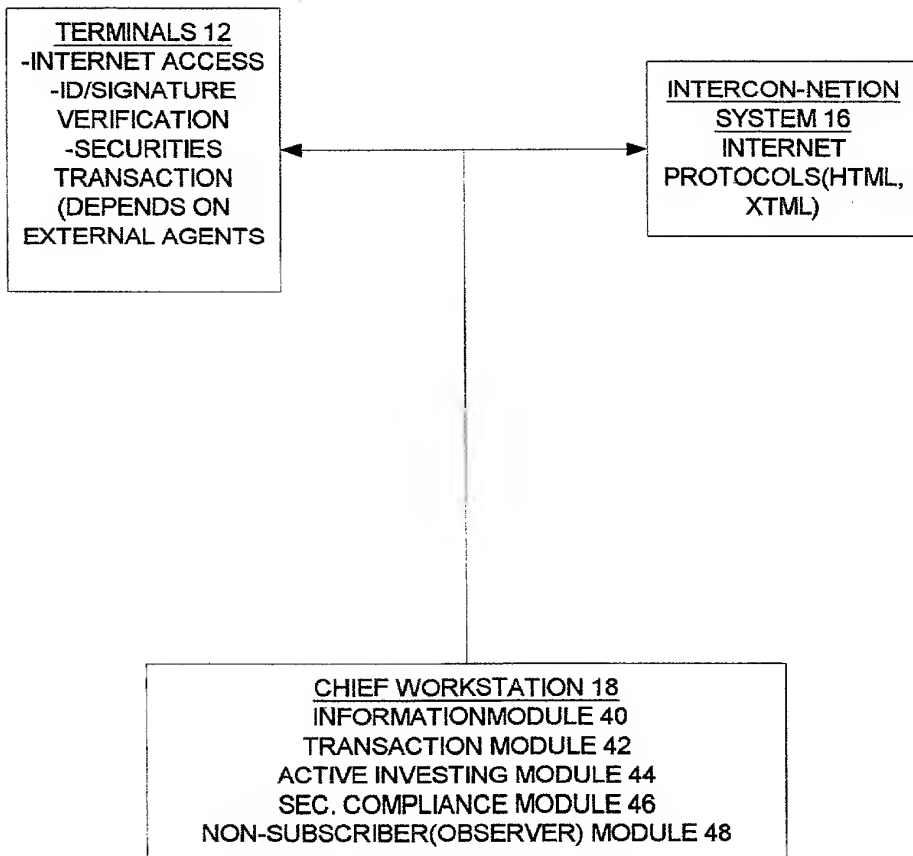 TERMINALS 12
-INTERNET ACCESS
-ID/SIGNATURE
VERIFICATION
-SECURITIES
TRANSACTION
(DEPENDS ON
EXTERNAL AGENTS
INTERCON-NETION
SYSTEM 16
INTERNET
PROTOCOLS(HTML,
XTML)
CHIEF WORKSTATION 18
INFORMATIONMODULE 40
TRANSACTION MODULE 42
ACTIVE INVESTING MODULE 44
SEC. COMPLIANCE MODULE 46
NON-SUBSCRIBER(OBSERVER) MODULE 48